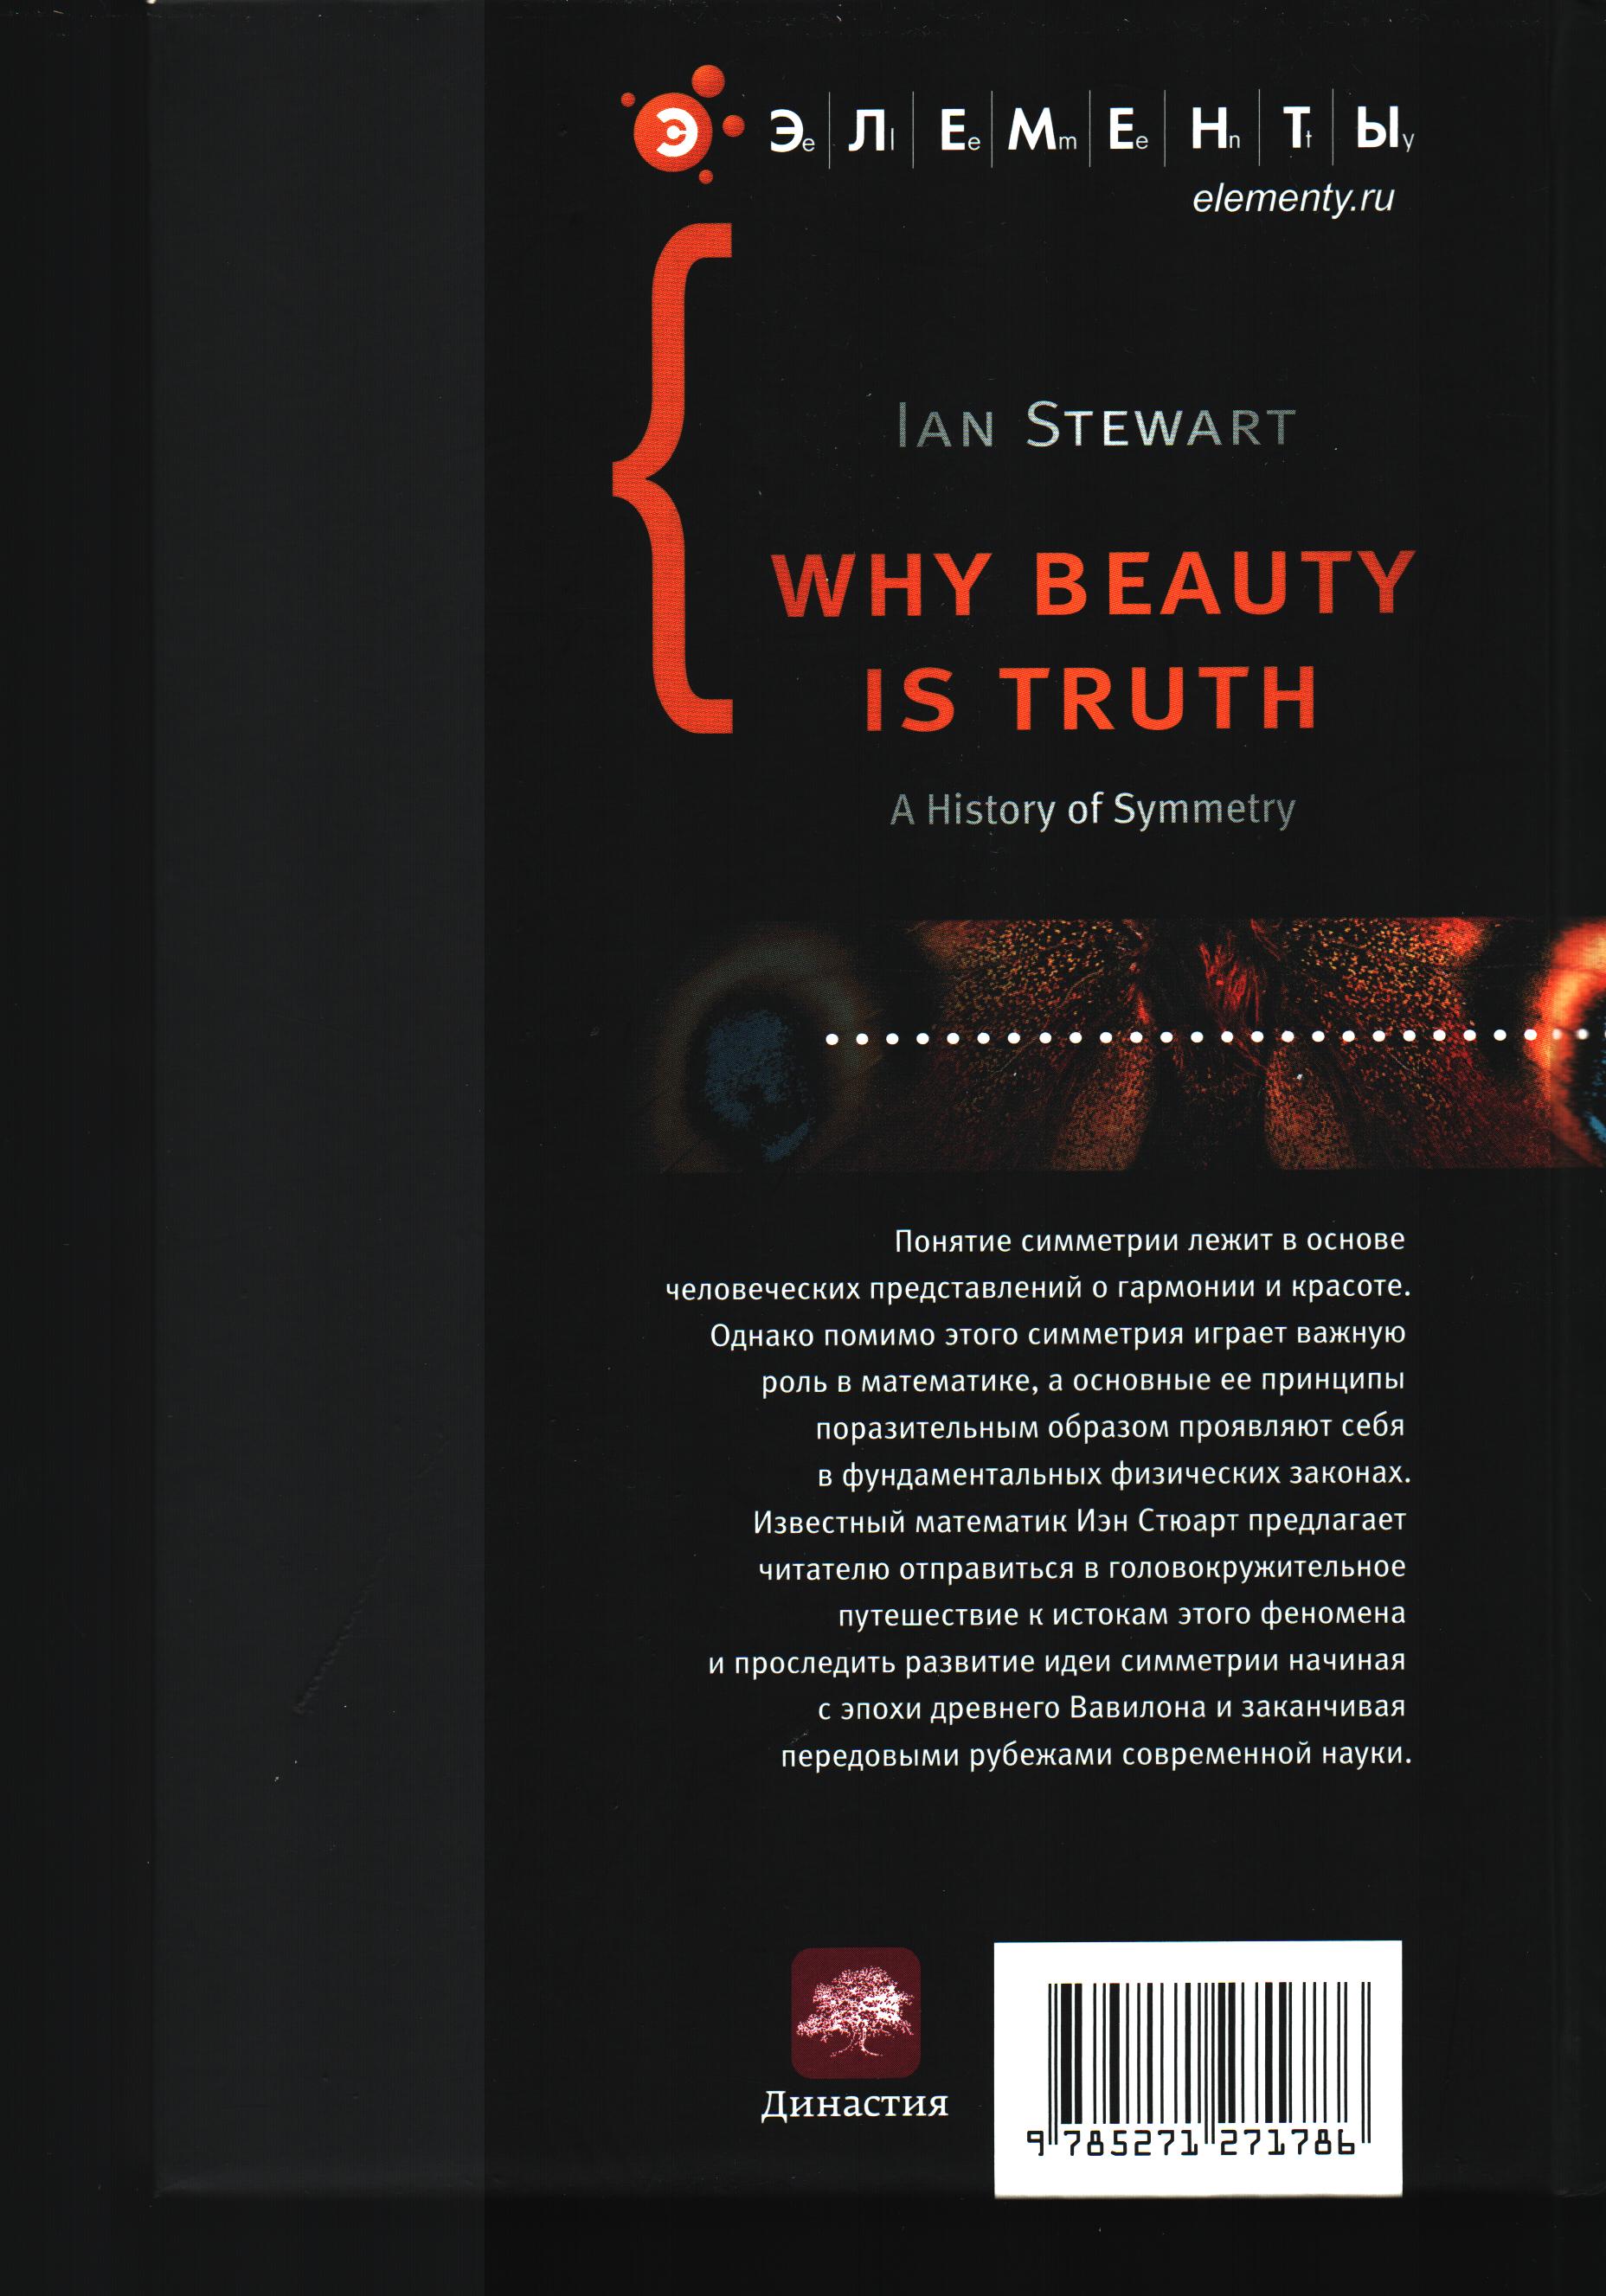 Э
Эe Лl Еe Мm Еe Нn Тt Ыy
elementy.ru
{
IAN STEWART
WHY BEAUTY
IS TRUTH
A History of Symmetry
Понятие симметрии лежит в основе
человеческих представлений о гармонии и красоте.
Однако помимо этого симметрия играет важную
роль в математике, а основные ее принципы
поразительным образом проявляют себя
в фундаментальных физических законах.
Известный математик Иэн Стюарт предлагает
читателю отправиться в головокружительное
путешествие к истокам этого феномена
и проследить развитие идеи симметрии начиная
с эпохи древнего Вавилона и заканчивая
передовыми рубежами современной науки.
Династия
9 785271 271786